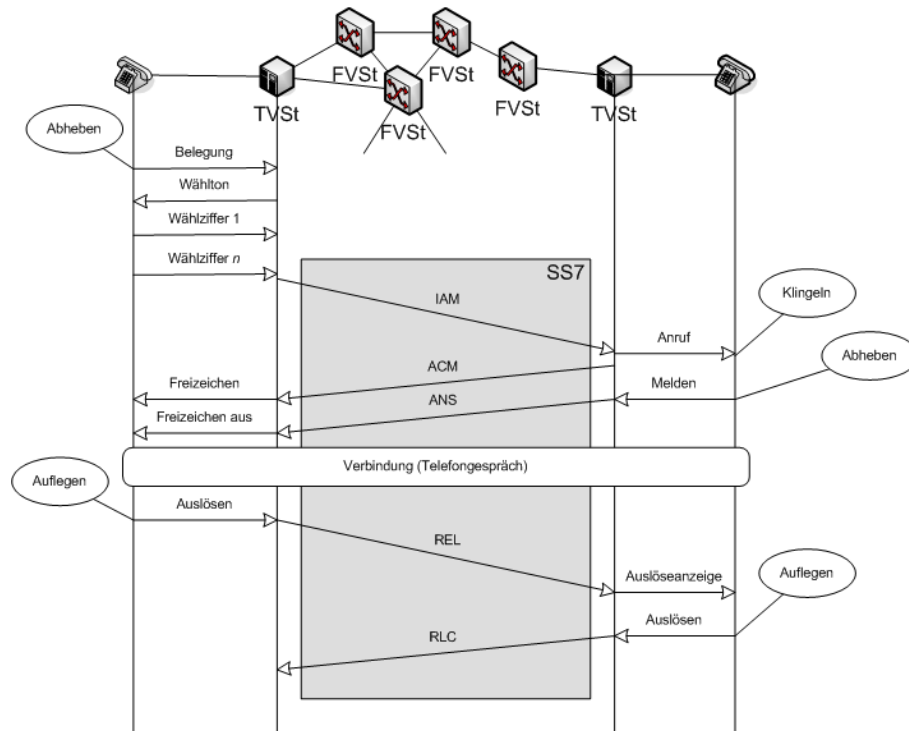 FVSt
FVSt
TVSt
FVSt
FVSt
TVSt
Abheben
Belegung
Wählton
Wählziffer 1
Wählziffer n
SS7
IAM
Klingeln
Anruf
Abheben
ACM
Freizeichen
Melden
ANS
Freizeichen aus
Verbindung (Telefongespräch)
Auflegen
Auslösen
REL
Auslöseanzeige
Auflegen
Auslösen
RLC